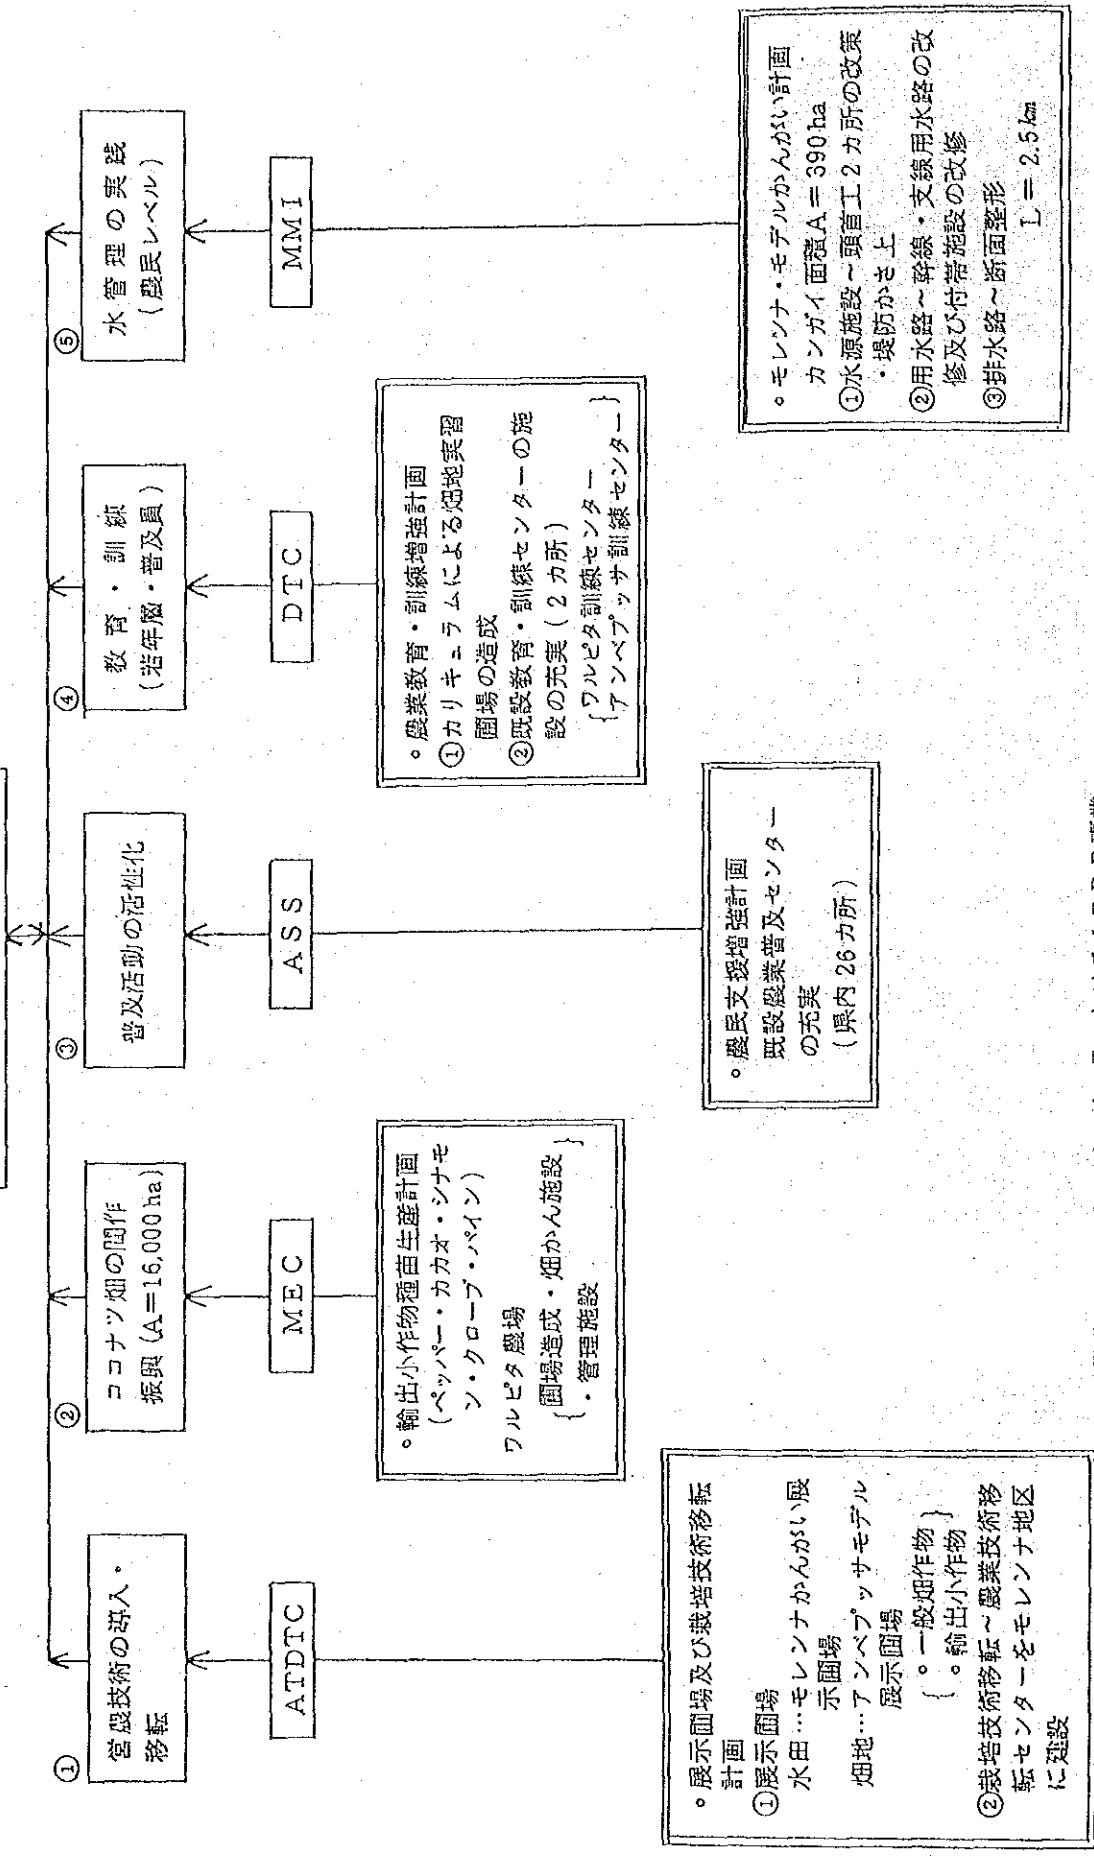 ①
営農技術の導入・
移転
ATDTC
。展示圃場及び栽培技術移転
計画
①展示圃場
水田…モレンナかんがい展
示圃場
畑地…アンベプッサモデル
展示圃場
{。一般畑作物}
{。輸出小作物}
②栽培技術移転～農業技術移
転センターをモレンナ地区
に建設
②
ココナツ畑の間作
振興(A=16,000ha)
MEC
。輸出小作物種苗生産計画
(ペッパー・カカオ・シナモ
ン・クローブ・パイン)
ワルピタ農場
{圃場造成・畑かん施設}
{・管理施設}
③
普及活動の活性化
ASS
。農民支援増強計画
既設農業普及センター
の充実
(県内26カ所)
④
教育・訓練
(若年層・普及員)
DTC
。農業教育・訓練増強計画
①カリキュラムによる畑地実習
圃場の造成
②既設教育・訓練センターの施
設の充実(2カ所)
{ワルピタ訓練センター}
{アンベプッサ訓練センター}
⑤
水管理の実践
(農民レベル)
MMI
。モレンナ・モデルかんがい計画
カンガイ面積A=390ha
①水源施設～頭首工2カ所の改策
・堤防かさ上
②用水路～幹線・支線用水路の改
修及び付帯施設の改修
③排水路～断面整形
L=2.5km